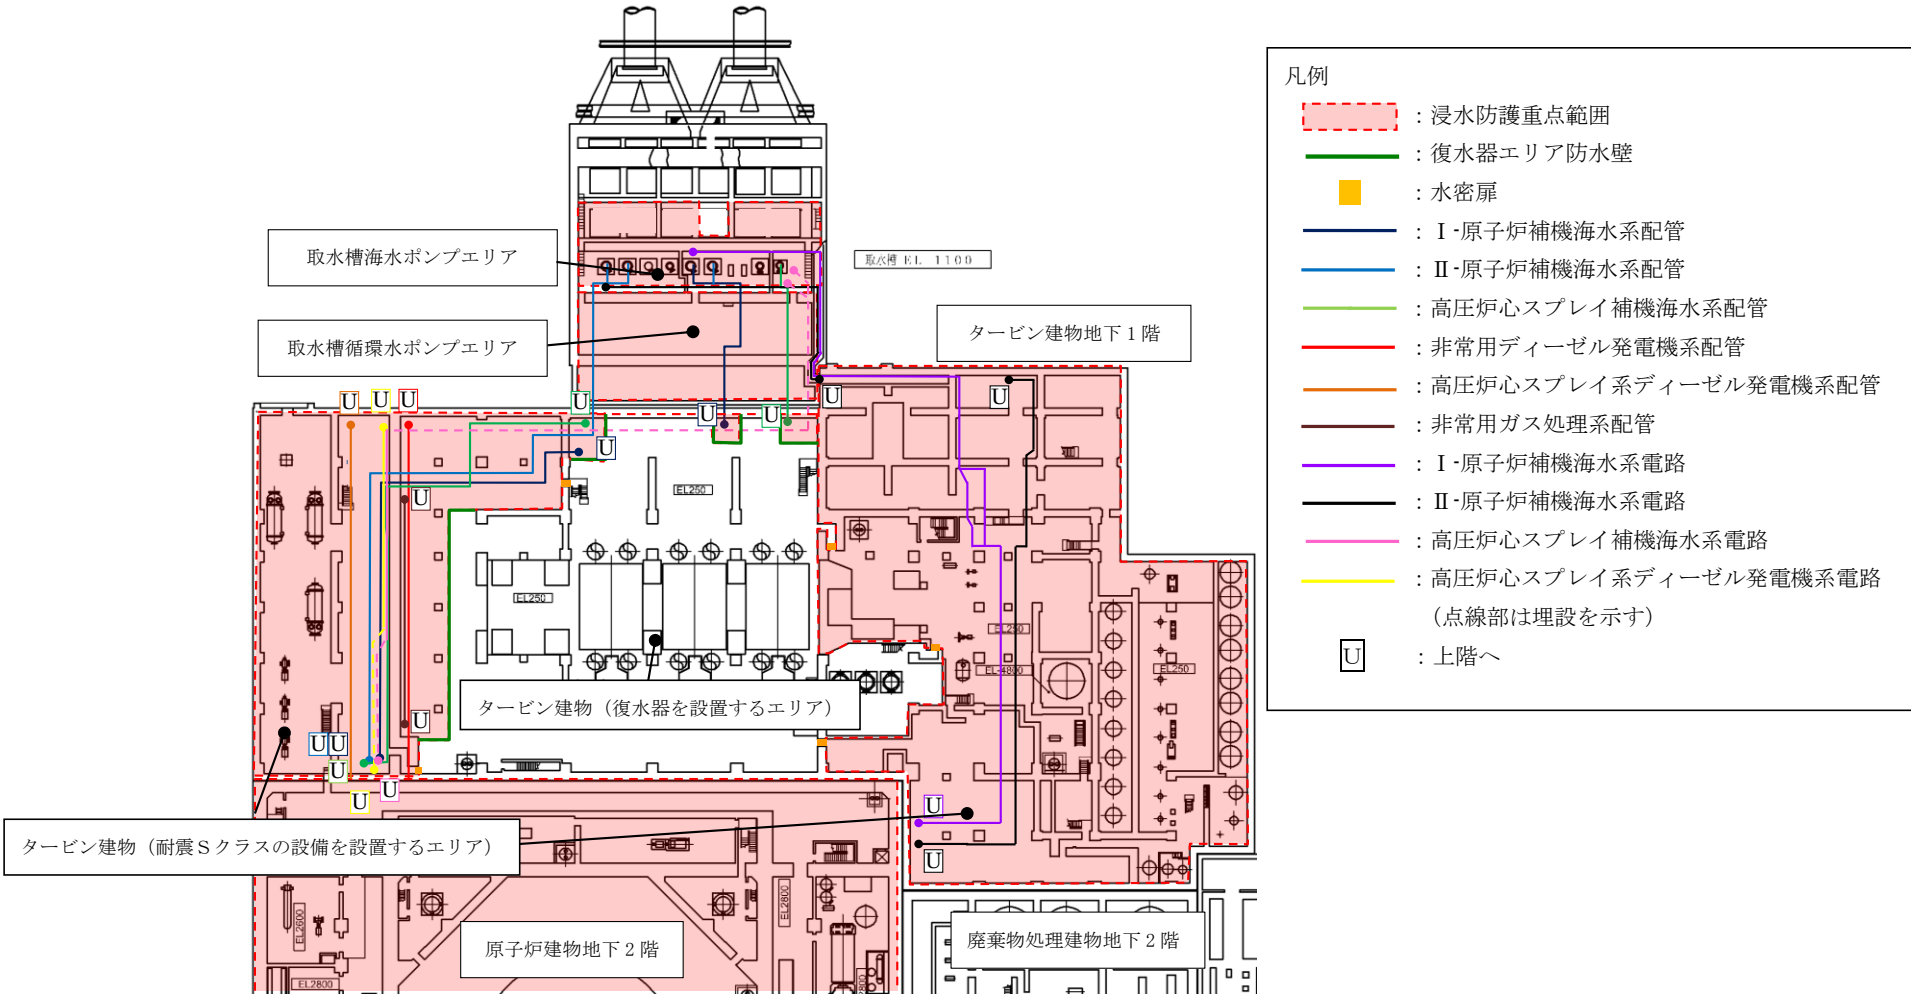 凡例
：浸水防護重点範囲
：復水器エリア防水壁
：水密扉
：Ⅰ-原子炉補機海水系配管
：Ⅱ-原子炉補機海水系配管
：高圧炉心スプレイ補機海水系配管
：非常用ディーゼル発電機系配管
：高圧炉心スプレイ系ディーゼル発電機系配管
：非常用ガス処理系配管
：Ⅰ-原子炉補機海水系電路
：Ⅱ-原子炉補機海水系電路
：高圧炉心スプレイ補機海水系電路
：高圧炉心スプレイ系ディーゼル発電機系電路
（点線部は埋設を示す）
U ：上階へ
取水槽海水ポンプエリア
取水槽 EL 1100
取水槽循環水ポンプエリア
タービン建物地下１階
U
U
U
U
U
U
U
U
U
U
U
EL250
EL250
EL250
EL-4800
EL250
タービン建物（復水器を設置するエリア）
U
U
U
U
U
U
U
U
タービン建物（耐震Ｓクラスの設備を設置するエリア）
EL2600
EL2800
原子炉建物地下２階
廃棄物処理建物地下２階
EL2800